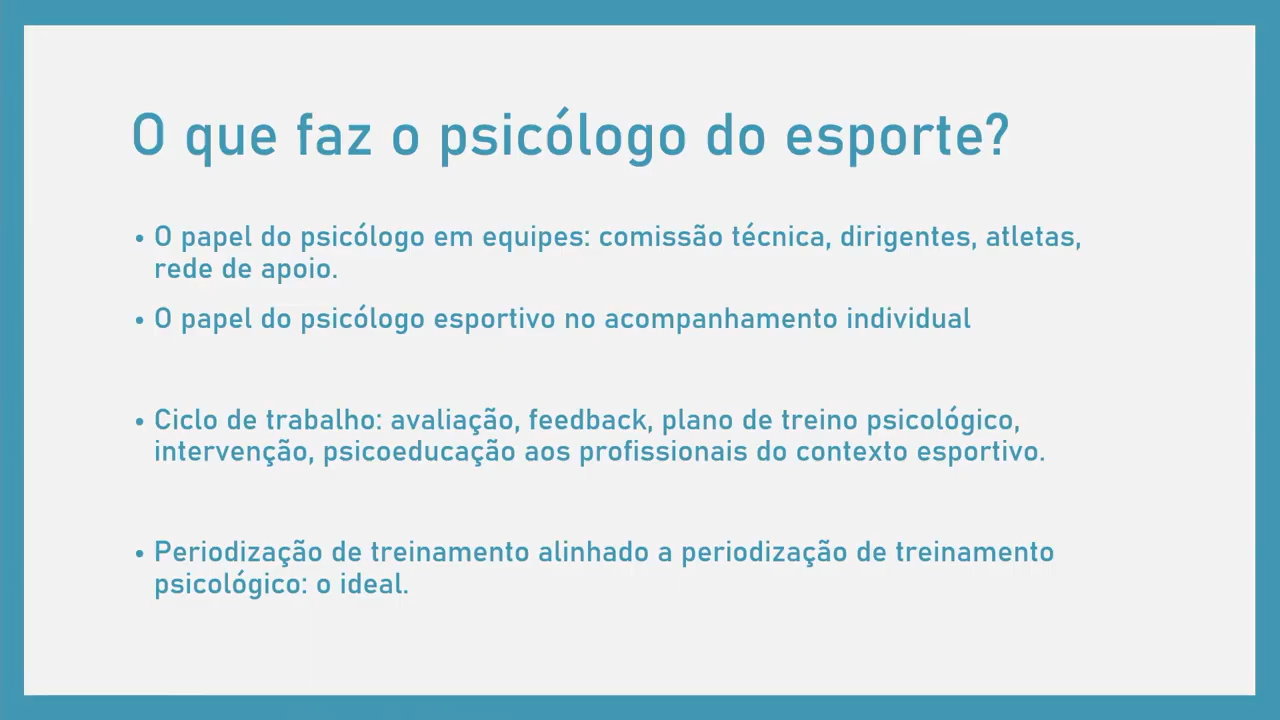 O que faz o psicólogo do esporte?
• O papel do psicólogo em equipes: comissão técnica, dirigentes, atletas,
rede de apoio.
• O papel do psicólogo esportivo no acompanhamento individual
• Ciclo de trabalho: avaliação, feedback, plano de treino psicológico,
intervenção, psicoeducação aos profissionais do contexto esportivo.
• Periodização de treinamento alinhado a periodização de treinamento
psicológico: o ideal.